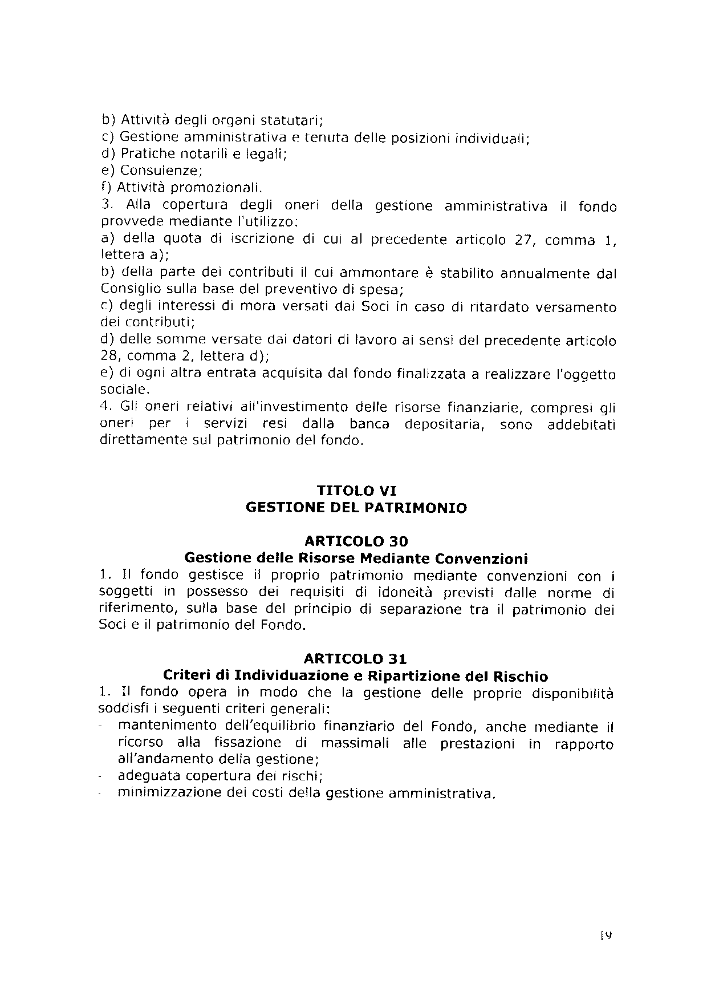 b) Attività degli organi statutari;
c) Gestione amministrativa e tenuta delle posizioni individuali;
d) Pratiche notarili e legali;
e) Consulenze;
f) Attività promozionali.
3. Alla copertura degli oneri della gestione amministrativa il fondo
provvede mediante l'utilizzo:
a) della quota di iscrizione di cui al precedente articolo 27, comma 1,
lettera a);
b) della parte dei contributi il cui ammontare è stabilito annualmente dal
Consiglio sulla base del preventivo di spesa;
c) degli interessi di mora versati dai Soci in caso di ritardato versamento
dei contributi;
d) delle somme versate dai datori di lavoro ai sensi del precedente articolo
28, comma 2, lettera d);
e) di ogni altra entrata acquisita dal fondo finalizzata a realizzare l'oggetto
sociale.
4. Gli oneri relativi all'investimento delle risorse finanziarie, compresi gli
oneri per i servizi resi dalla banca depositaria, sono addebitati
direttamente sul patrimonio del fondo.
TITOLO VI
GESTIONE DEL PATRIMONIO
ARTICOLO 30
Gestione delle Risorse Mediante Convenzioni
1. Il fondo gestisce il proprio patrimonio mediante convenzioni con i
soggetti in possesso dei requisiti di idoneità previsti dalle norme di
riferimento, sulla base del principio di separazione tra il patrimonio dei
Soci e il patrimonio del Fondo.
ARTICOLO 31
Criteri di Individuazione e Ripartizione del Rischio
1. Il fondo opera in modo che la gestione delle proprie disponibilità
soddisfi i seguenti criteri generali:
- mantenimento dell'equilibrio finanziario del Fondo, anche mediante il
ricorso alla fissazione di massimali alle prestazioni in rapporto
all'andamento della gestione;
- adeguata copertura dei rischi;
- minimizzazione dei costi della gestione amministrativa.
19